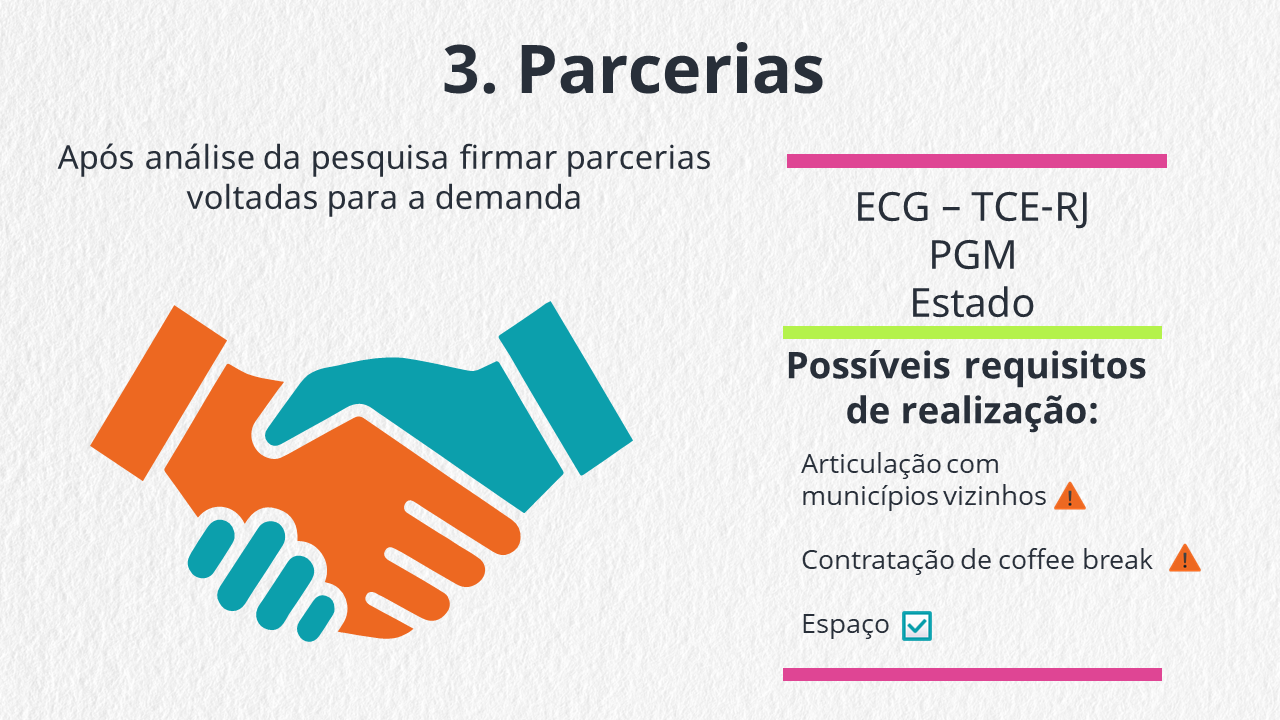 3. Parcerias
Após análise da pesquisa firmar parcerias
voltadas para a demanda
ECG – TCE-RJ
PGM
Estado
Possíveis requisitos
de realização:
Articulação com
municípios vizinhos
Contratação de coffee break
Espaço